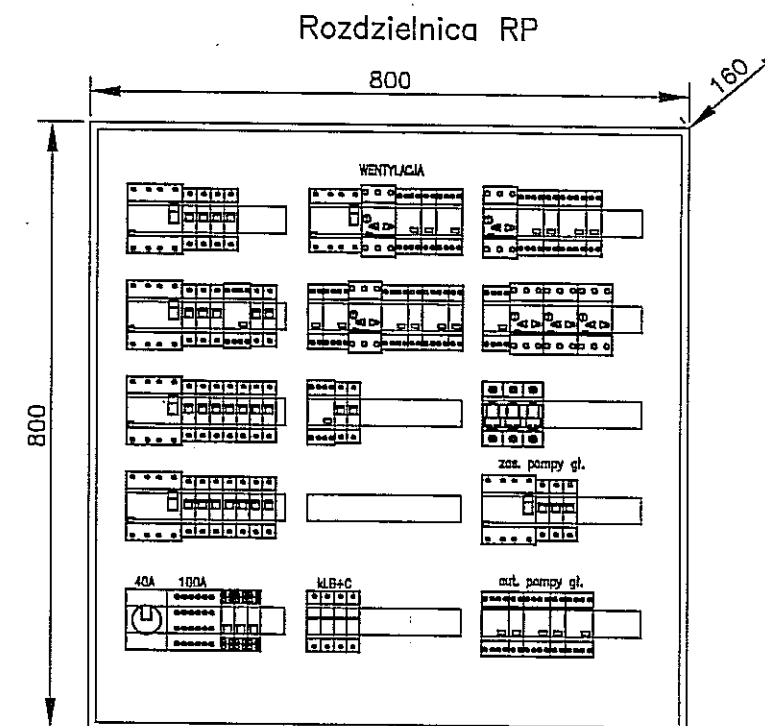 Rozdzielnica RP
800
160
WENTYLACJA
800
zas. pompy gł.
40A 100A
kl.B+C
aut. pompy gł.